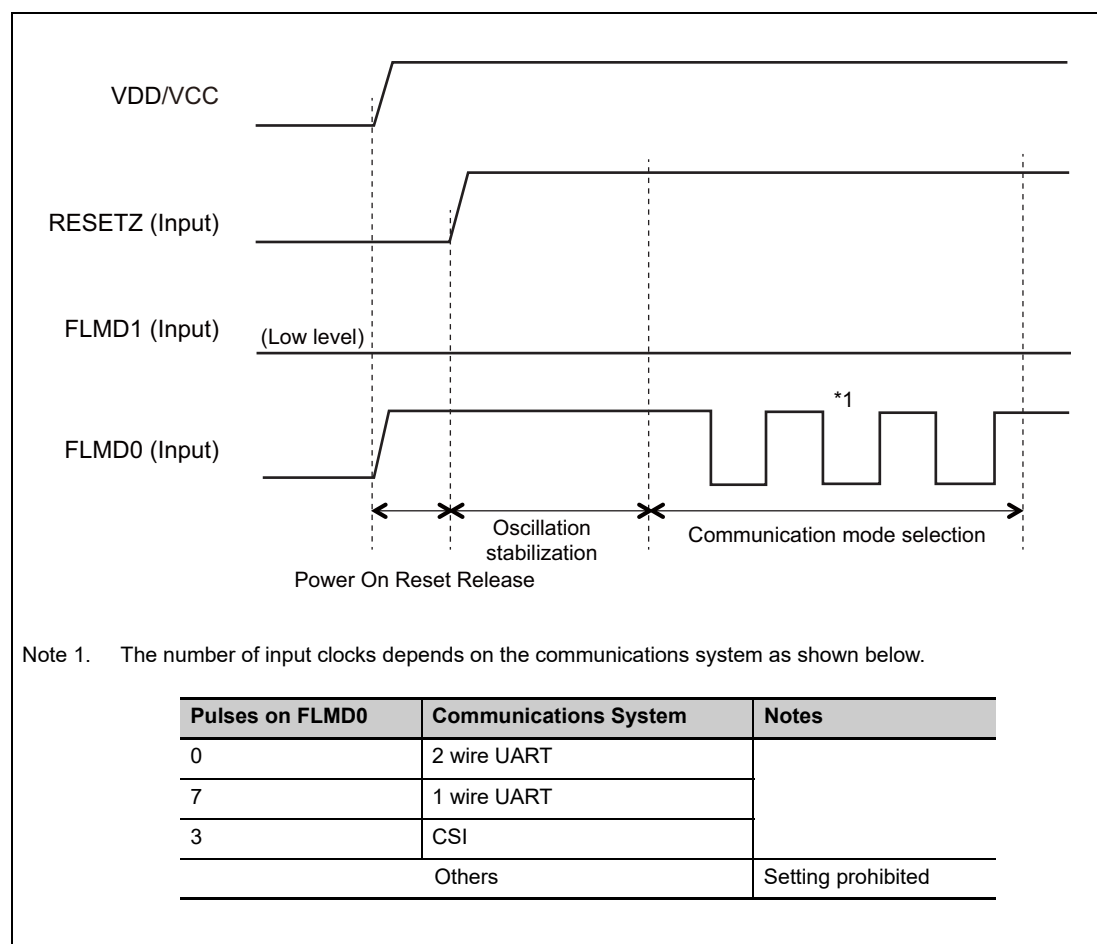 VDD/VCC
RESETZ (Input)
FLMD1 (Input)
(Low level)
*1
FLMD0 (Input)
Oscillation
stabilization
Communication mode selection
Power On Reset Release
Note 1. The number of input clocks depends on the communications system as shown below.
Pulses on FLMD0 Communications System Notes
0 2 wire UART
7 1 wire UART
3 CSI
Others Setting prohibited